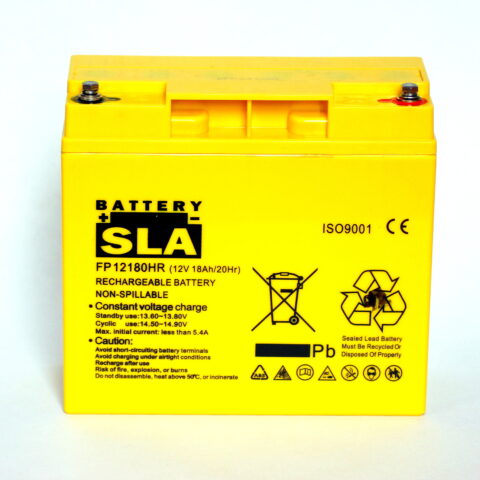 BATTERY
+ -
SLA
FP12180HR (12V 18Ah/20Hr)
RECHARGEABLE BATTERY
NON-SPILLABLE
• Constant voltage charge
Standby use:13.60~13.80V
Cyclic use:14.50~14.90V
Max. initial current: less than 5.4A
• Caution:
Avoid short-circuiting battery terminals
Avoid charging under airtight conditions
Recharge after use
Risk of fire, explosion, or burns
Do not disassemble, heat above 50°C, or incinerate
ISO9001 CE
Pb
Sealed Lead Battery
Must Be Recycled Or
Disposed Of Properly